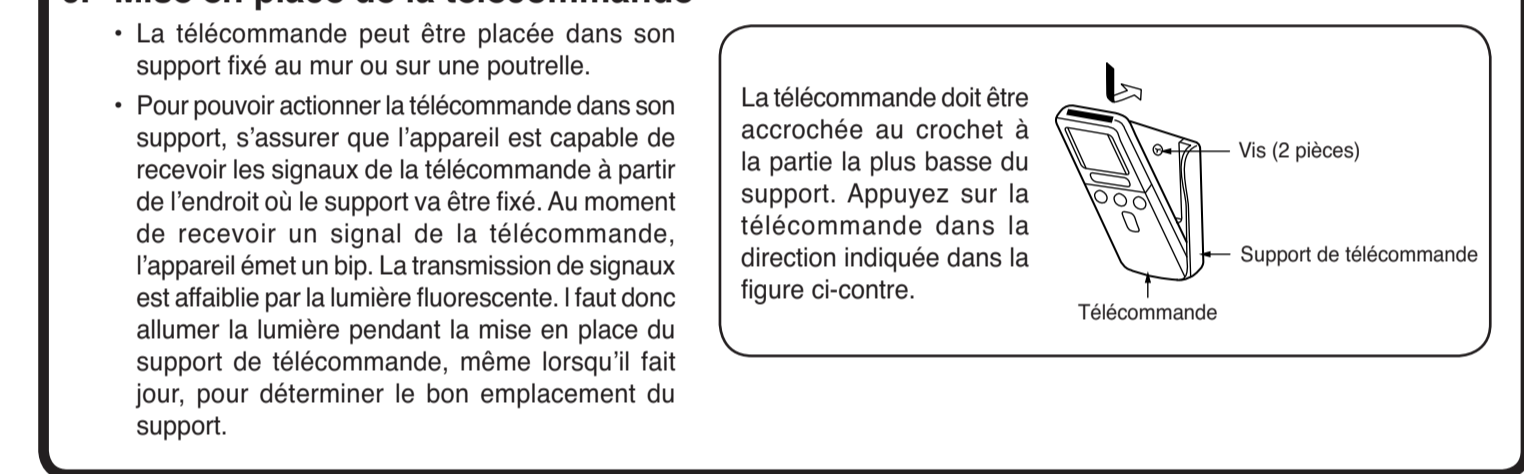 Mise en place de la télécommande
• La télécommande peut être placée dans son
support fixé au mur ou sur une poutrelle.
• Pour pouvoir actionner la télécommande dans son
support, s’assurer que l’appareil est capable de
recevoir les signaux de la télécommande à partir
de l’endroit où le support va être fixé. Au moment
de recevoir un signal de la télécommande,
l’appareil émet un bip. La transmission de signaux
est affaiblie par la lumière fluorescente. I faut donc
allumer la lumière pendant la mise en place du
support de télécommande, même lorsqu’il fait
jour, pour déterminer le bon emplacement du
support.
La télécommande doit être
accrochée au crochet à
la partie la plus basse du
support. Appuyez sur la
télécommande dans la
direction indiquée dans la
figure ci-contre.
Vis (2 pièces)
Support de télécommande
Télécommande